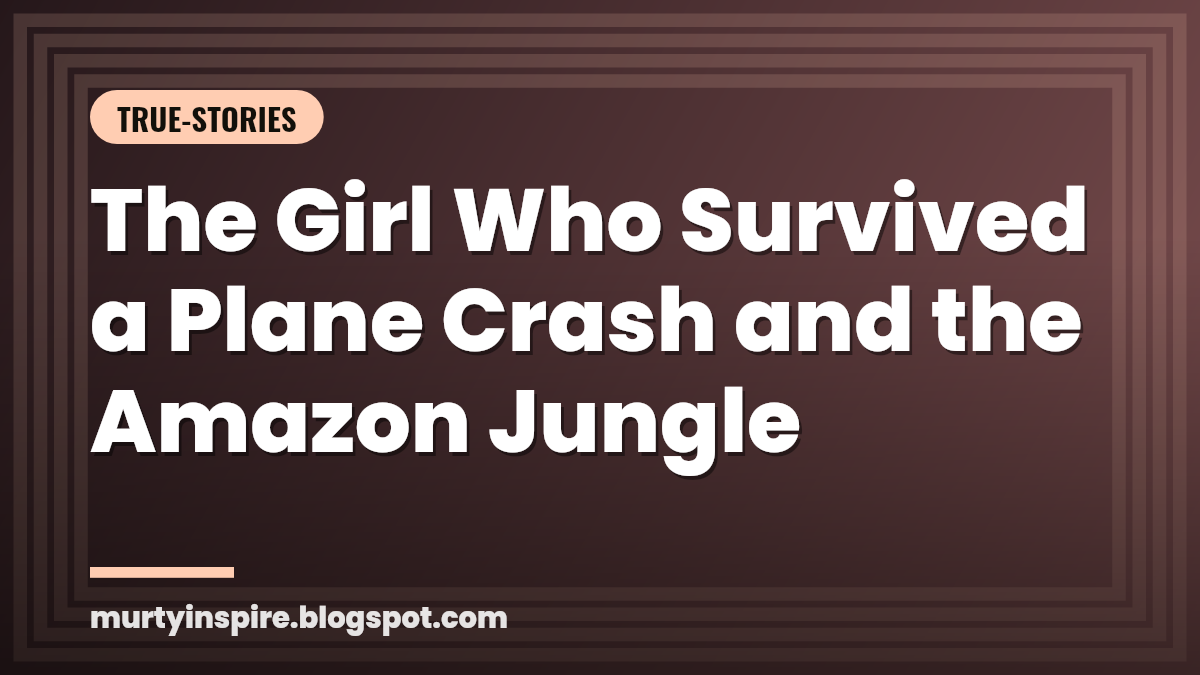 TRUE-STORIES
The Girl Who Survived
a Plane Crash and the
Amazon Jungle
murtyinspire.blogspot.com